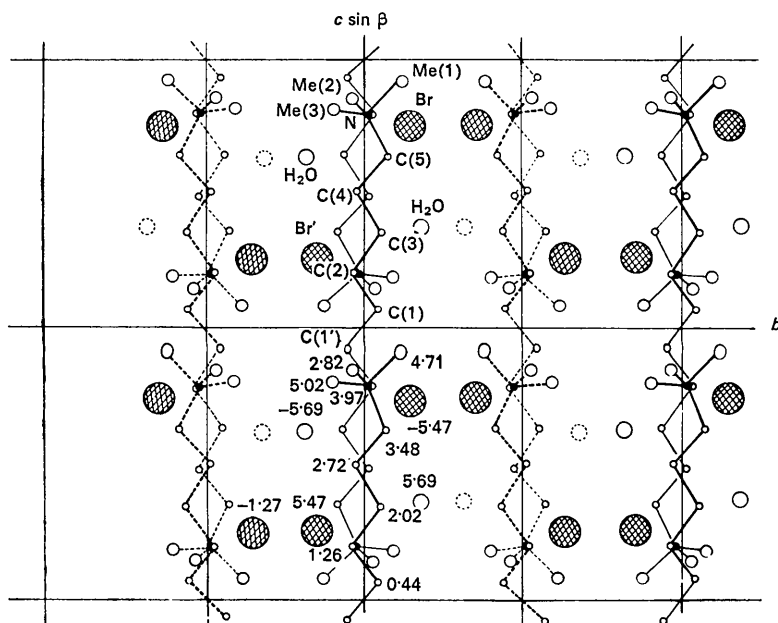 c sin β
Me(1)
Me(2)
Br
Me(3)
N
C(5)
H₂O
C(4)
H₂O
Br'
C(3)
C(2)
C(1)
b
C(1'}
2·82
4·71
5·02
3·97
−5·69
−5·47
3·48
2·72
5·69
−1·27
5·47
2·02
1·26
0·44